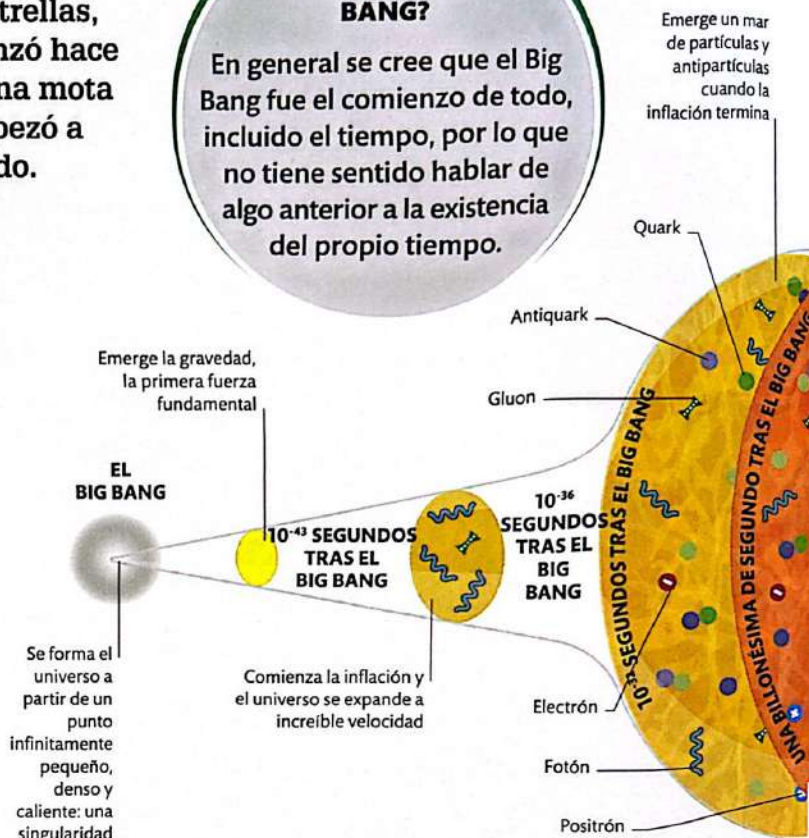 trellas,
nzó hace
na mota
pezó a
do.
BANG?
En general se cree que el Big
Bang fue el comienzo de todo,
incluido el tiempo, por lo que
no tiene sentido hablar de
algo anterior a la existencia
del propio tiempo.
Emerge un mar
de partículas y
antipartículas
cuando la
inflación termina
Quark
Antiquark
Gluon
Emerge la gravedad,
la primera fuerza
fundamental
EL
BIG BANG
10⁻⁴³ SEGUNDOS
TRAS EL
BIG BANG
10⁻³⁶
SEGUNDOS
TRAS EL
BIG
BANG
10⁻³² SEGUNDOS TRAS EL BIG BANG
UNA BILLONÉSIMA DE SEGUNDO TRAS EL BIG BANG
Se forma el
universo a
partir de un
punto
infinitamente
pequeño,
denso y
caliente: una
singularidad
Comienza la inflación y
el universo se expande a
increíble velocidad
Electrón
Fotón
Positrón